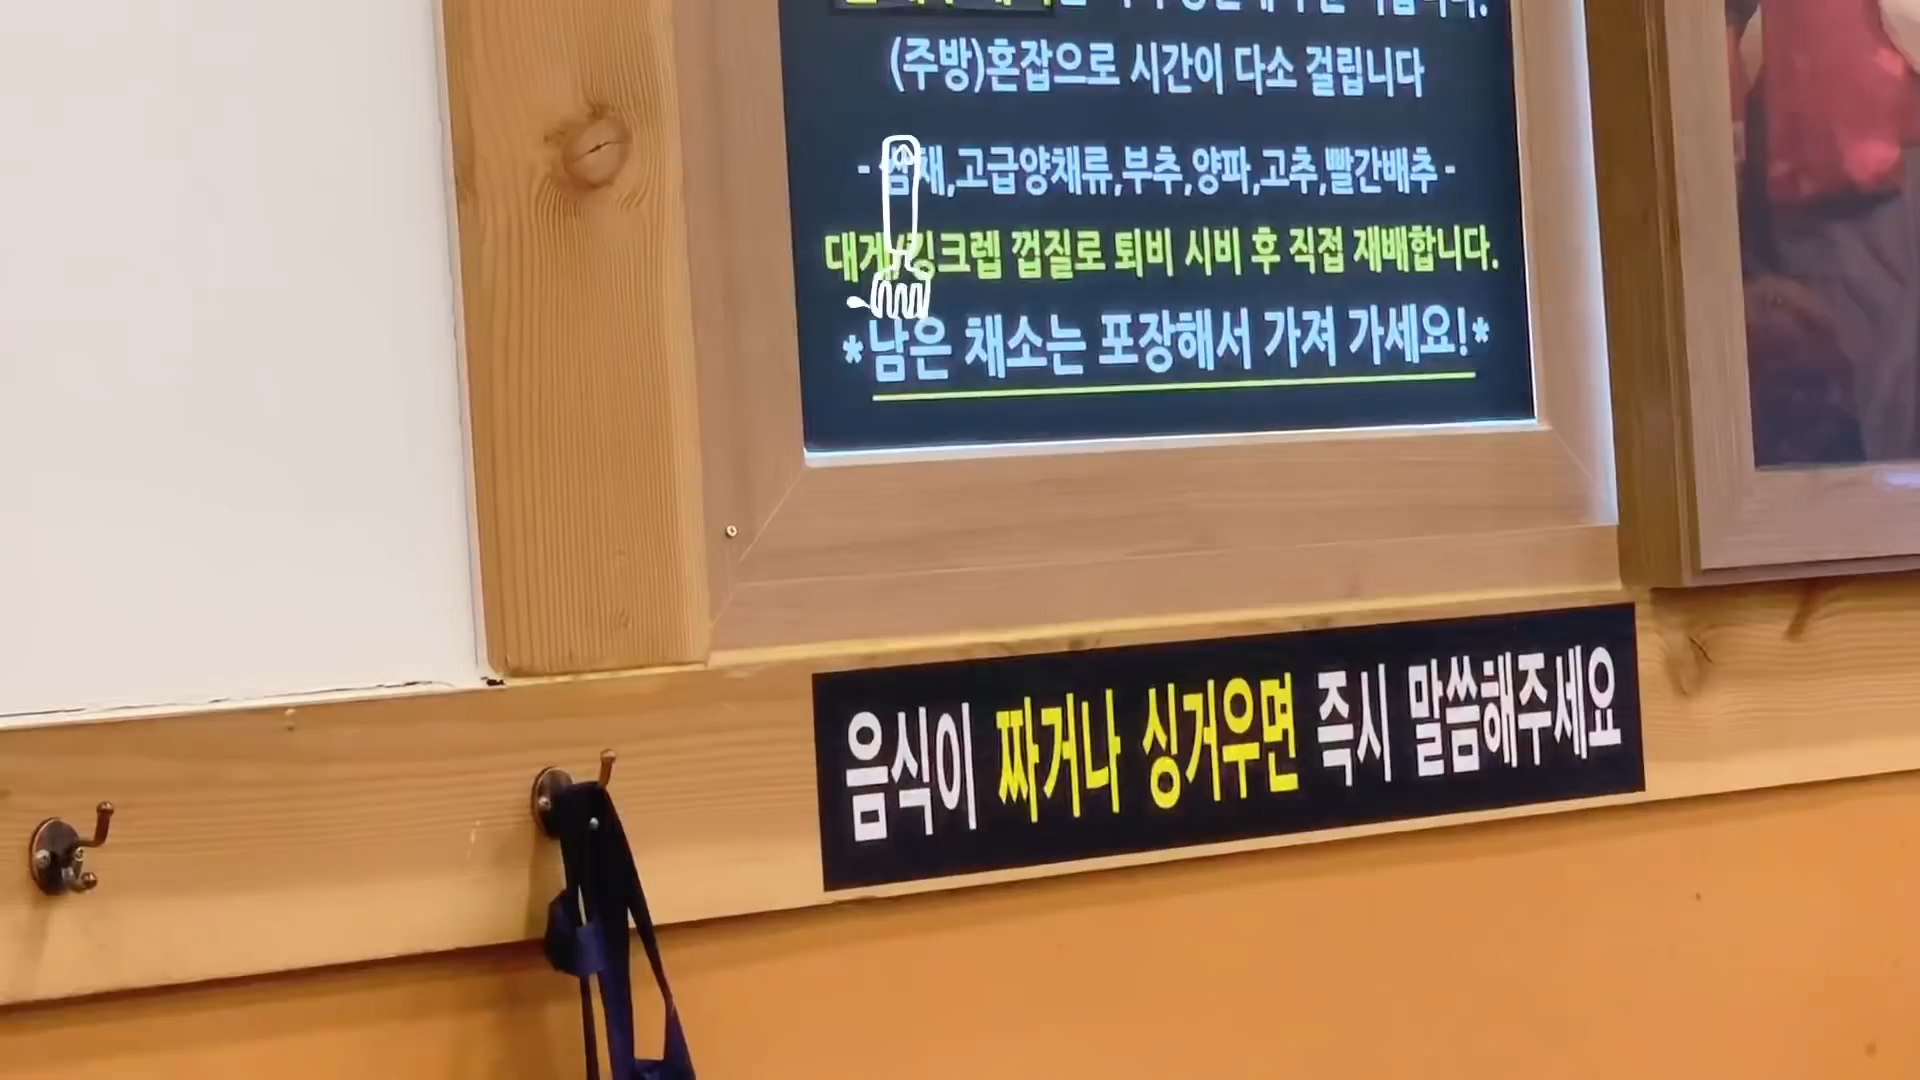 (주방)혼잡으로 시간이 다소 걸립니다
- 쌈채,고급양채류,부추,양파,고추,빨간배추 -
대게/킹크렙 껍질로 퇴비 시비 후 직접 재배합니다.
*남은 채소는 포장해서 가져 가세요!*
음식이 짜거나 싱거우면 즉시 말씀해주세요